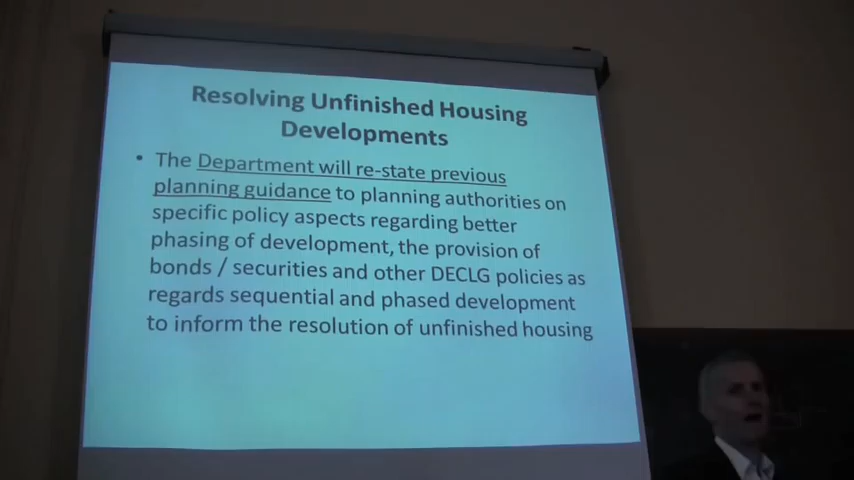 Resolving Unfinished Housing
Developments
• The Department will re-state previous
planning guidance to planning authorities on
specific policy aspects regarding better
phasing of development, the provision of
bonds / securities and other DECLG policies as
regards sequential and phased development
to inform the resolution of unfinished housing